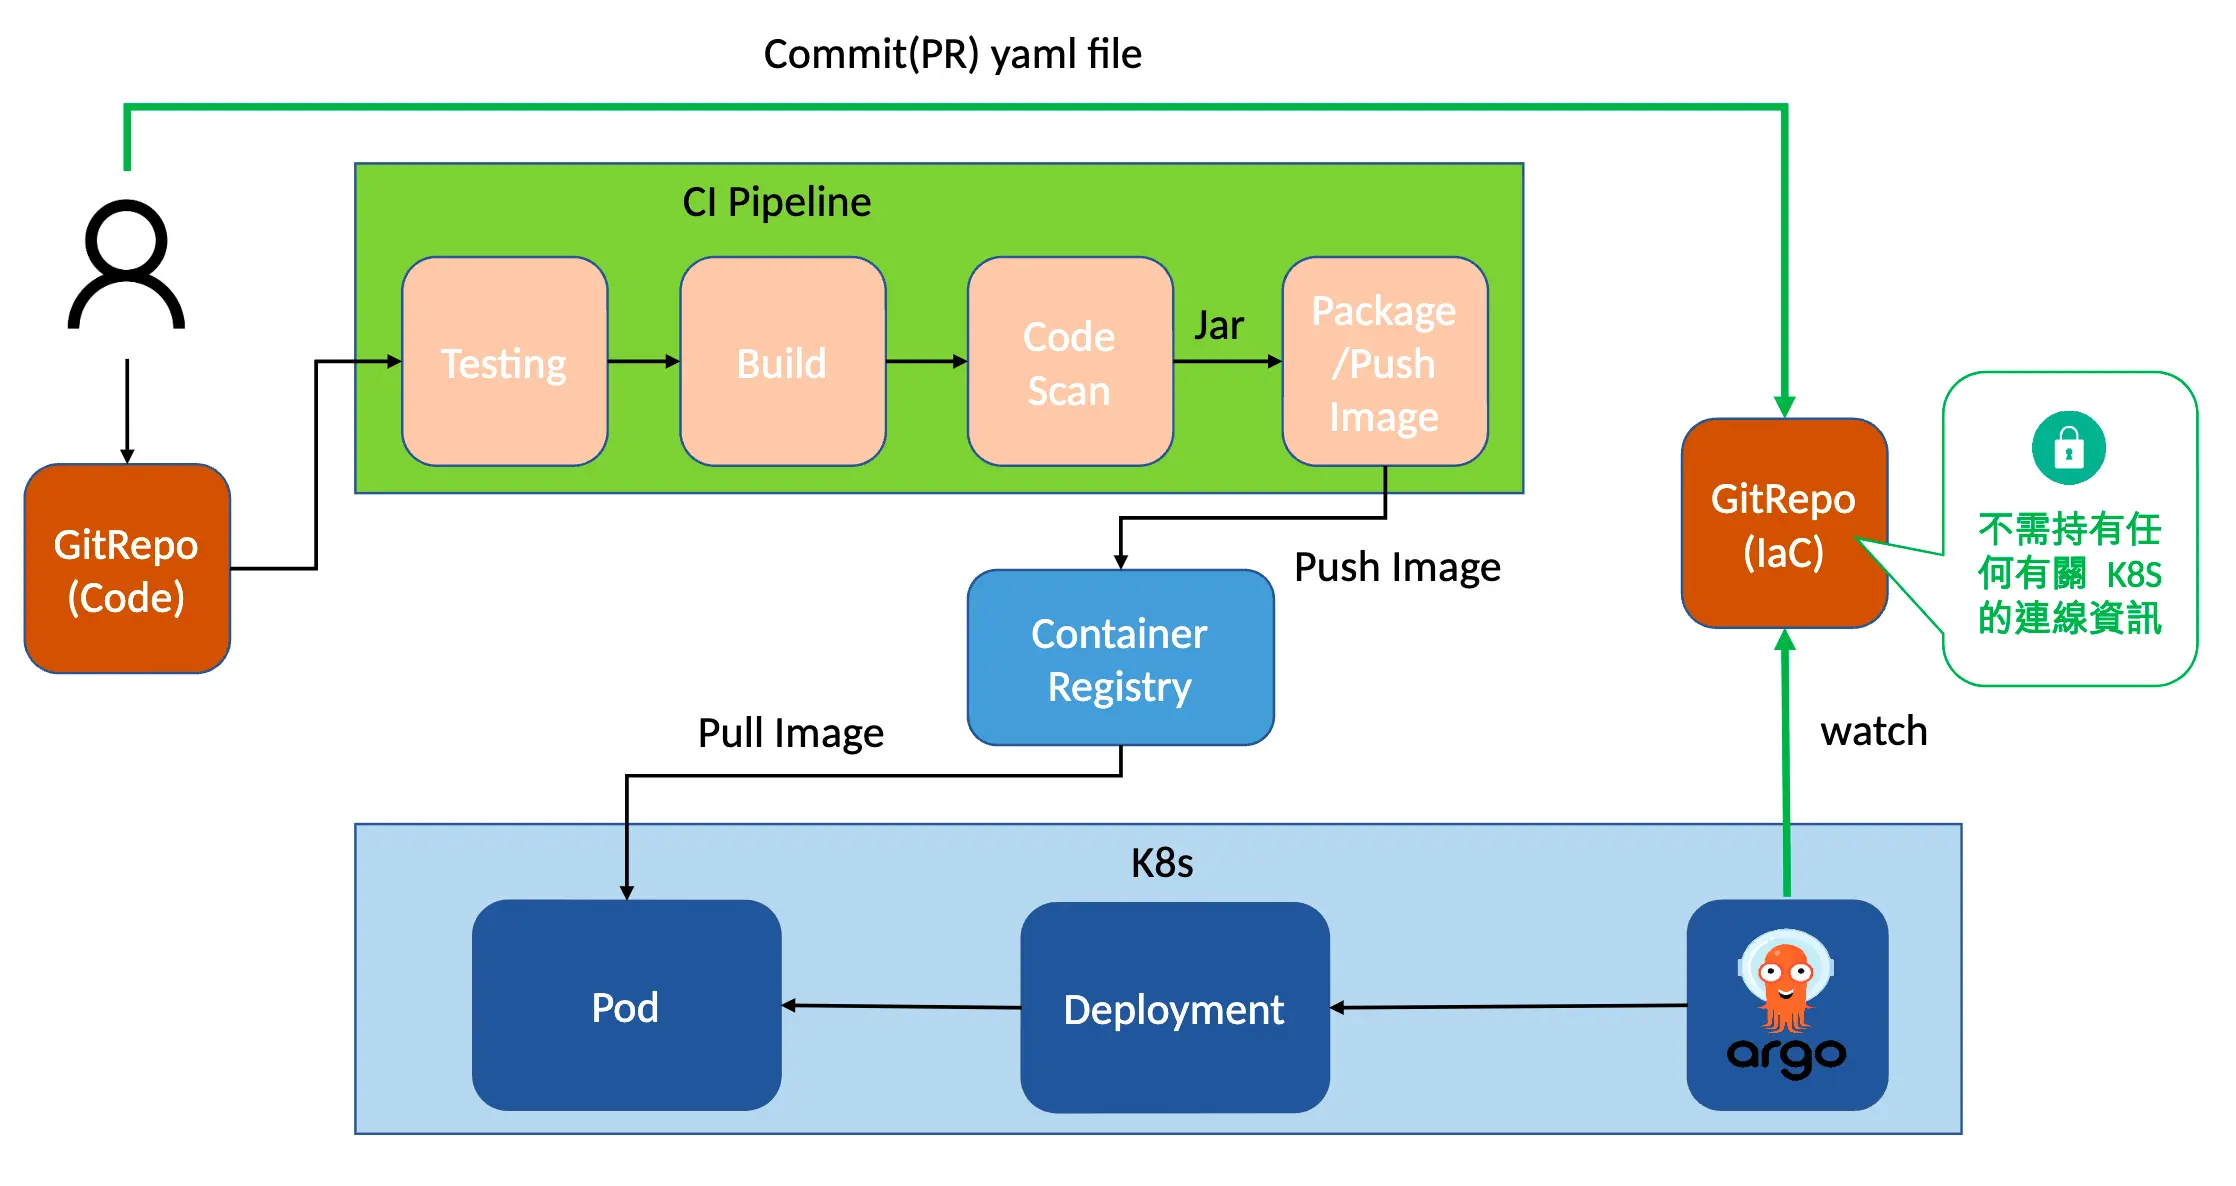 Commit(PR) yaml file
CI Pipeline
Testing
Build
Code
Scan
Jar
Package
/Push
Image
GitRepo
(Code)
GitRepo
(IaC)
不需持有任
何有關 K8S
的連線資訊
Push Image
Container
Registry
Pull Image
watch
K8s
Pod
Deployment
argo